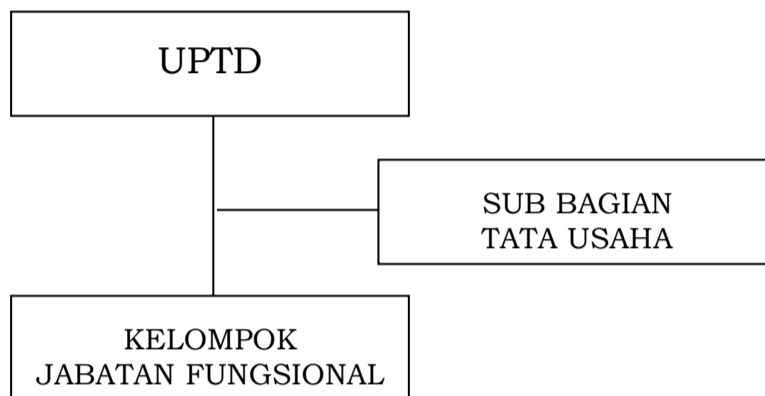 UPTD
SUB BAGIAN
TATA USAHA
KELOMPOK
JABATAN FUNGSIONAL